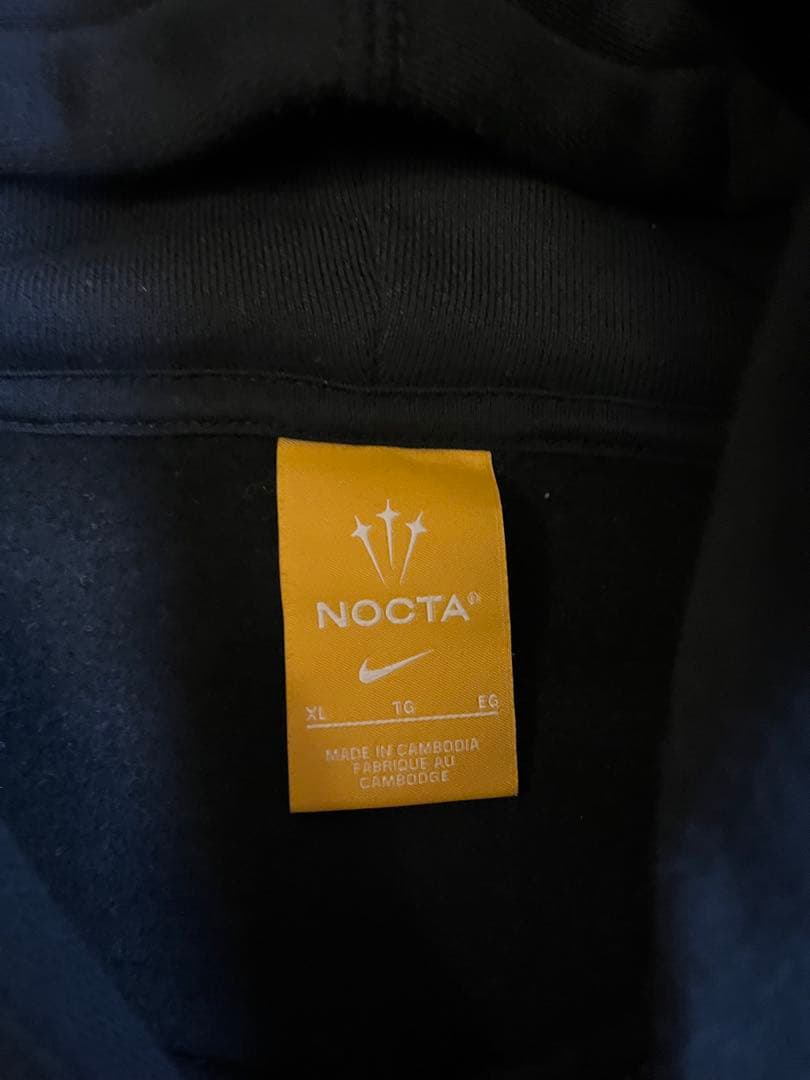 NOCTA®
XL TG EG
MADE IN CAMBODIA
FABRIQUE AU
CAMBODGE